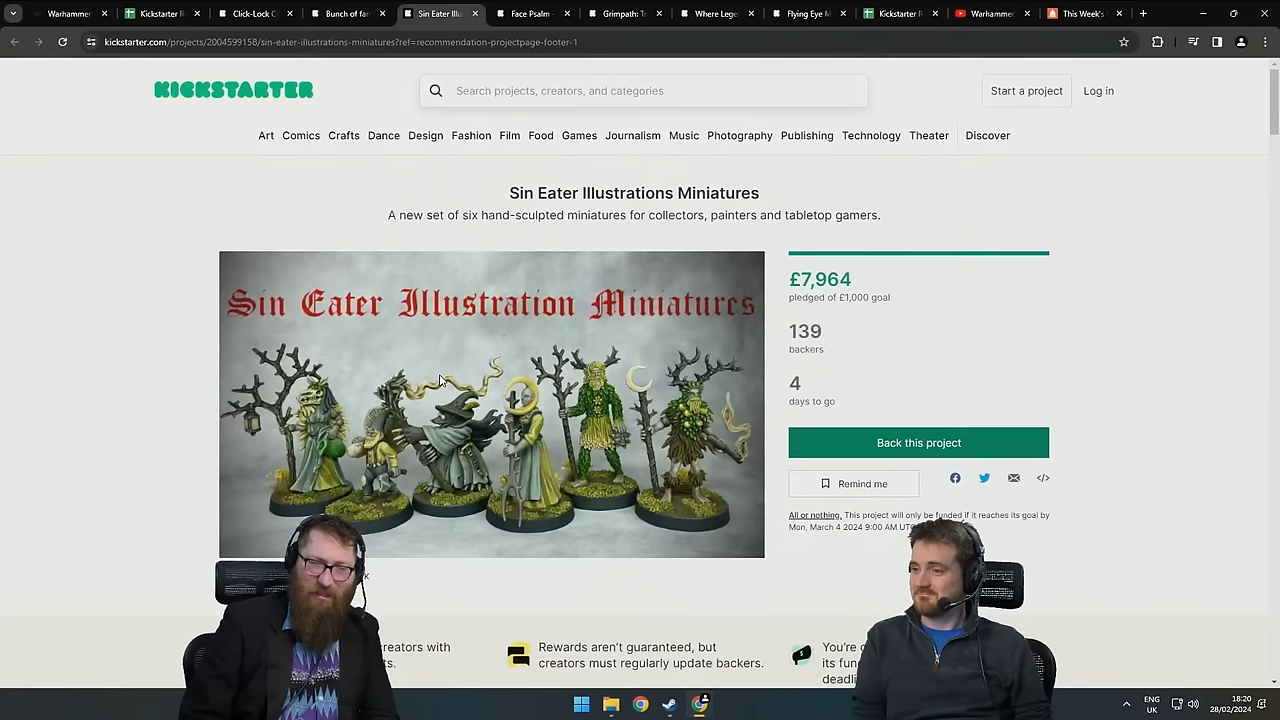 Warhammer
Kickstarter R
Click-Lock C
Bunch of fan
Sin Eater Illu
Face Psalm -
Grimpath: T
Where Lege
Flying Eye M
Kickstarter R
Warhamme
This Week's
kickstarter.com/projects/2004599158/sin-eater-illustrations-miniatures?ref=recommendation-projectpage-footer-1
KICKSTARTER
Search projects, creators, and categories
Start a project
Log in
Art Comics Crafts Dance Design Fashion Film Food Games Journalism Music Photography Publishing Technology Theater Discover
Sin Eater Illustrations Miniatures
A new set of six hand-sculpted miniatures for collectors, painters and tabletop gamers.
Sin Eater Illustration Miniatures
£7,964
pledged of £1,000 goal
139
backers
4
days to go
Back this project
Remind me
All or nothing. This project will only be funded if it reaches its goal by
Mon, March 4 2024 9:00 AM UTC
k
reators with
ts.
Rewards aren't guaranteed, but
creators must regularly update backers.
You're
its fun
deadli
ENG
UK
18:20
28/02/2024